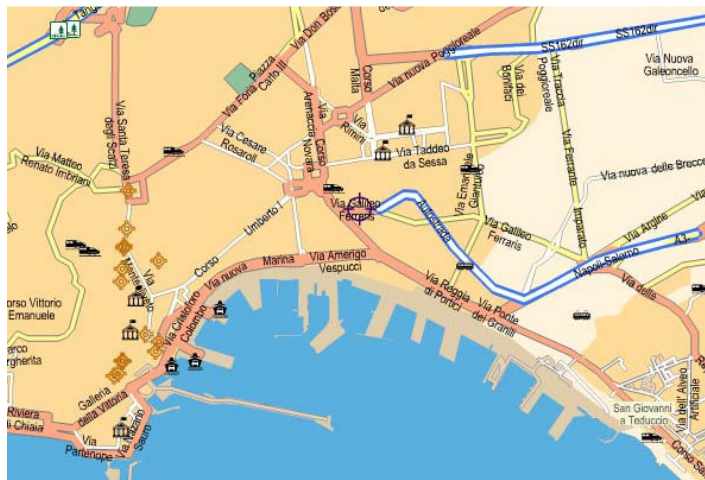 Tang
Via Don Bosco
Piazza
Carlo III
Corso
Malta
Via nuova Poggioreale
SS162dir
SS162dir
Via Nuova
Galeoncello
Via Foria
Via Santa Teresa
degli Scalzi
Via Cesare
Rosaroll
Arenaccia
Novara
Via
Corso
Via
Rimini
Via Taddeo
da Sessa
Via dei
Bonifaci
Via Traccia
Poggioreale
Via Ferrante
Imparato
Via Emanuele
Gianturco
Via nuova delle Brecce
Via Matteo
Renato Imbriani
Via Galileo
Ferraris
Autostrada
Via Galileo
Ferraris
Via Argine
Via
A3
Napoli-Salerno
Umberto I
Corso
Via
Monteoliveto
Via nuova
Marina
Via Amerigo
Vespucci
Via Cristoforo
Colombo
Via Reggia
di Portici
Via Ponte
dei Granili
Via delle
orso Vittorio
Emanuele
arco
rgherita
Galleria
della Vittoria
Riviera
di Chiaia
Via
Partenope
Via Nazario
Sauro
San Giovanni
a Teduccio
Via dell' Alveo
Artificiale
Corso Sa